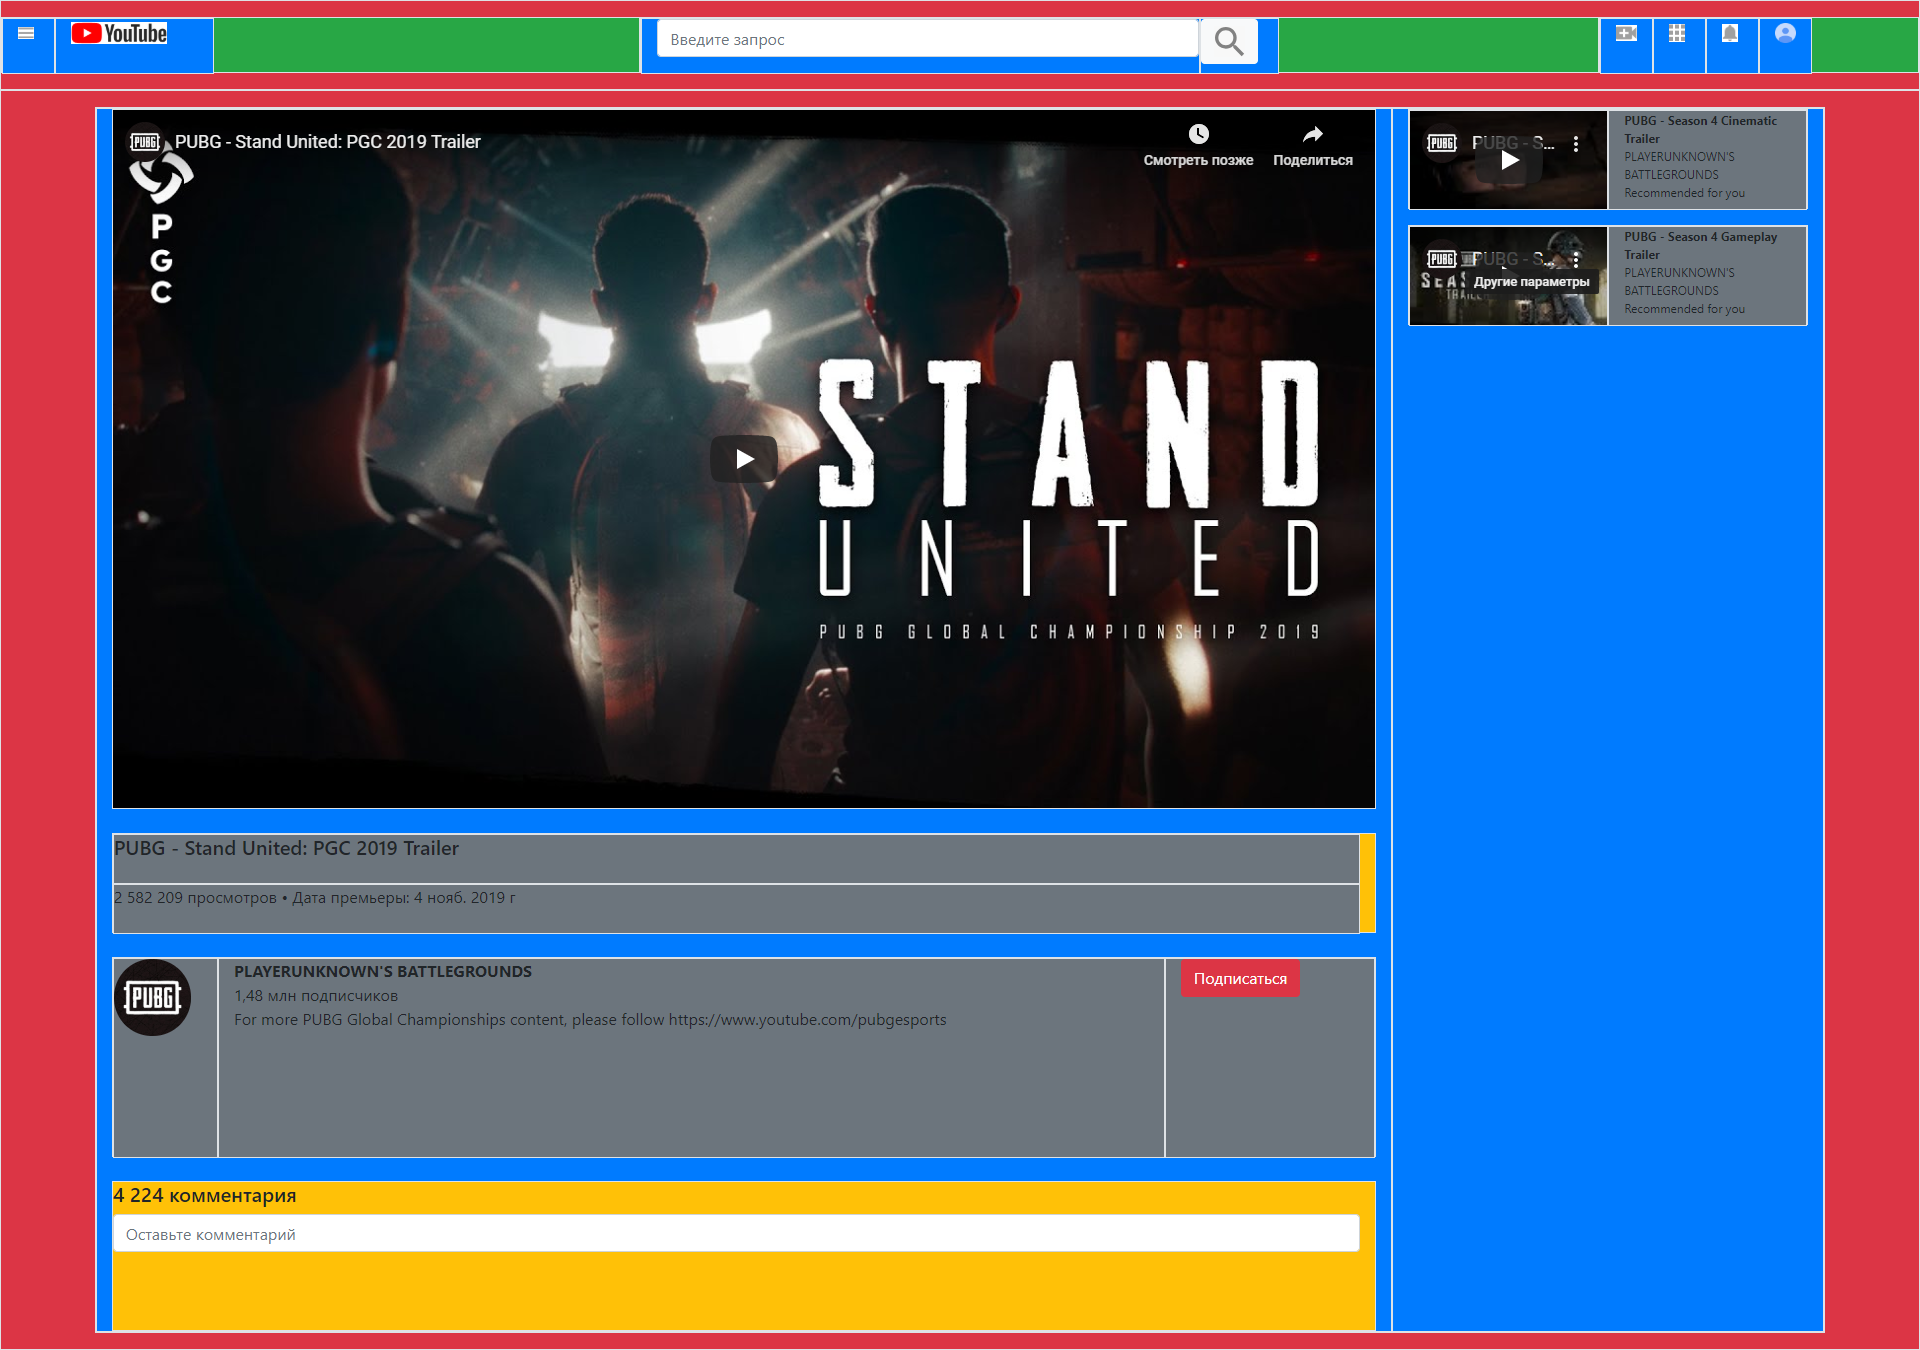 YouTube
Введите запрос
PUBG
PUBG - Stand United: PGC 2019 Trailer
Смотреть позже
Поделиться
P
G
C
STAND
UNITED
PUBG GLOBAL CHAMPIONSHIP 2019
PUBG
PUBG - S...
PUBG - Season 4 Cinematic
Trailer
PLAYERUNKNOWN'S
BATTLEGROUNDS
Recommended for you
PUBG
PUBG - S...
Другие параметры
PUBG - Season 4 Gameplay
Trailer
PLAYERUNKNOWN'S
BATTLEGROUNDS
Recommended for you
PUBG - Stand United: PGC 2019 Trailer
2 582 209 просмотров • Дата премьеры: 4 нояб. 2019 г
PUBG
PLAYERUNKNOWN'S BATTLEGROUNDS
1,48 млн подписчиков
For more PUBG Global Championships content, please follow https://www.youtube.com/pubgesports
Подписаться
4 224 комментария
Оставьте комментарий